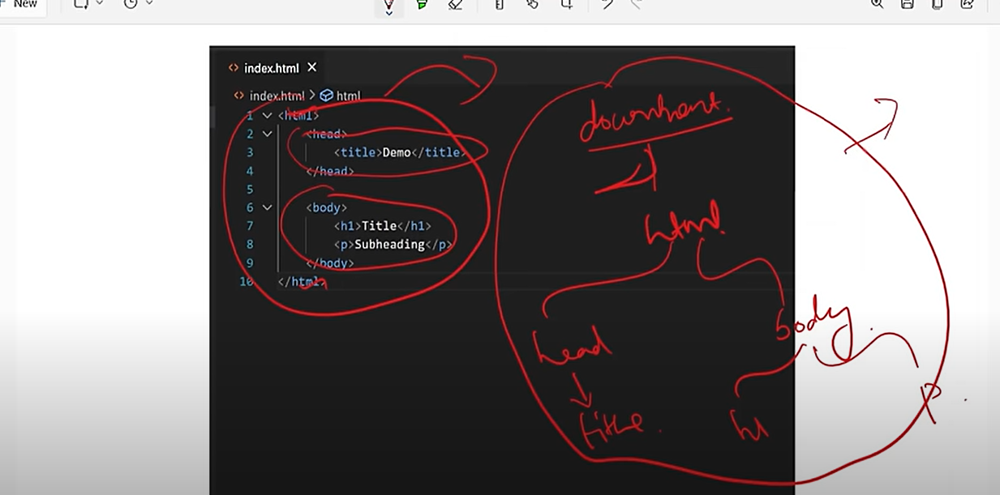 New
index.html
index.html > html
1 <html>
2 <head>
3 <title>Demo</title>
4 </head>
5
6 <body>
7 <h1>Title</h1>
8 <p>Subheading</p>
9 </body>
10 </html>
document.
html.
head
body
title.
h1
P